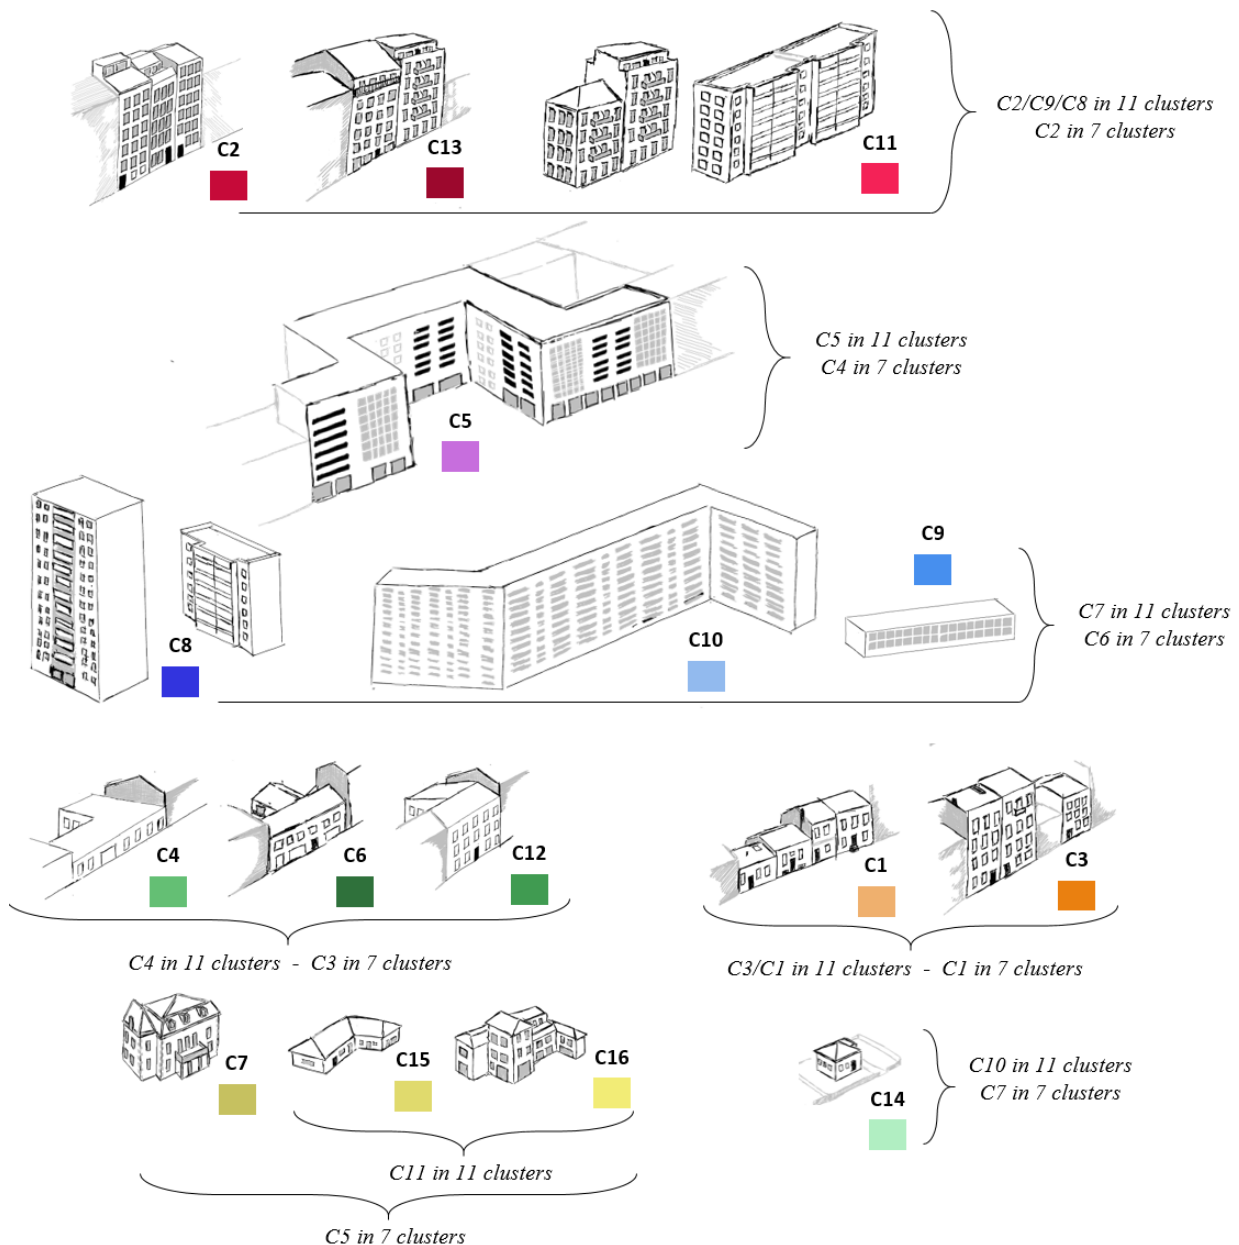 C2
C13
C11
C2/C9/C8 in 11 clusters
C2 in 7 clusters
C5
C5 in 11 clusters
C4 in 7 clusters
C8
C10
C9
C7 in 11 clusters
C6 in 7 clusters
C4
C6
C12
C4 in 11 clusters - C3 in 7 clusters
C1
C3
C3/C1 in 11 clusters - C1 in 7 clusters
C7
C15
C16
C11 in 11 clusters
C5 in 7 clusters
C14
C10 in 11 clusters
C7 in 7 clusters